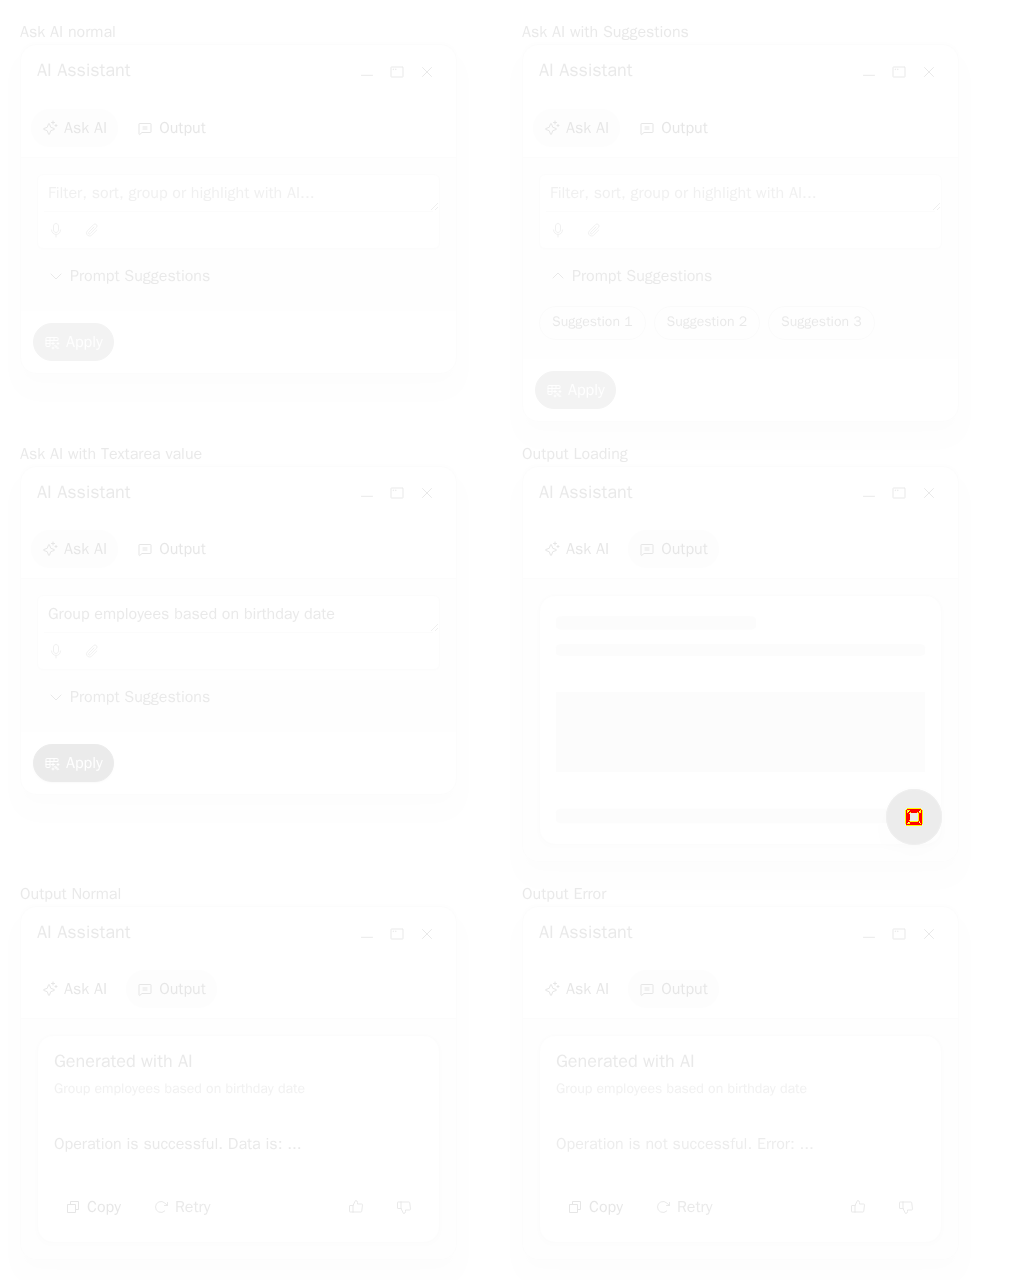 Ask AI normal
AI Assistant
Ask AI
Output
Filter, sort, group or highlight with AI...
Prompt Suggestions
Apply
Ask AI with Suggestions
AI Assistant
Ask AI
Output
Filter, sort, group or highlight with AI...
Prompt Suggestions
Suggestion 1
Suggestion 2
Suggestion 3
Apply
Ask AI with Textarea value
AI Assistant
Ask AI
Output
Group employees based on birthday date
Prompt Suggestions
Apply
Output Loading
AI Assistant
Ask AI
Output
Output Normal
AI Assistant
Ask AI
Output
Generated with AI
Group employees based on birthday date
Operation is successful. Data is: ...
Copy
Retry
Output Error
AI Assistant
Ask AI
Output
Generated with AI
Group employees based on birthday date
Operation is not successful. Error: ...
Copy
Retry